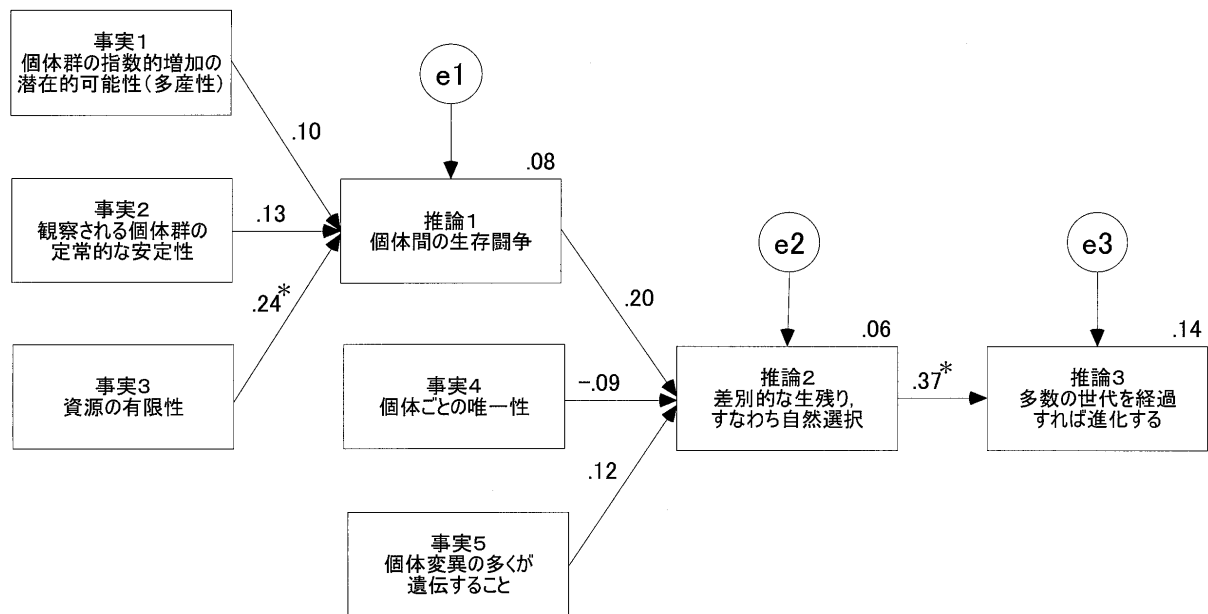 事実1
個体群の指数的増加の
潜在的可能性(多産性)
e1
.10
.08
事実2
観察される個体群の
定常的な安定性
.13
推論1
個体間の生存闘争
e2
e3
.24*
.20
.06
.14
事実3
資源の有限性
事実4
個体ごとの唯一性
-.09
推論2
差別的な生残り,
すなわち自然選択
.37*
推論3
多数の世代を経過
すれば進化する
.12
事実5
個体変異の多くが
遺伝すること